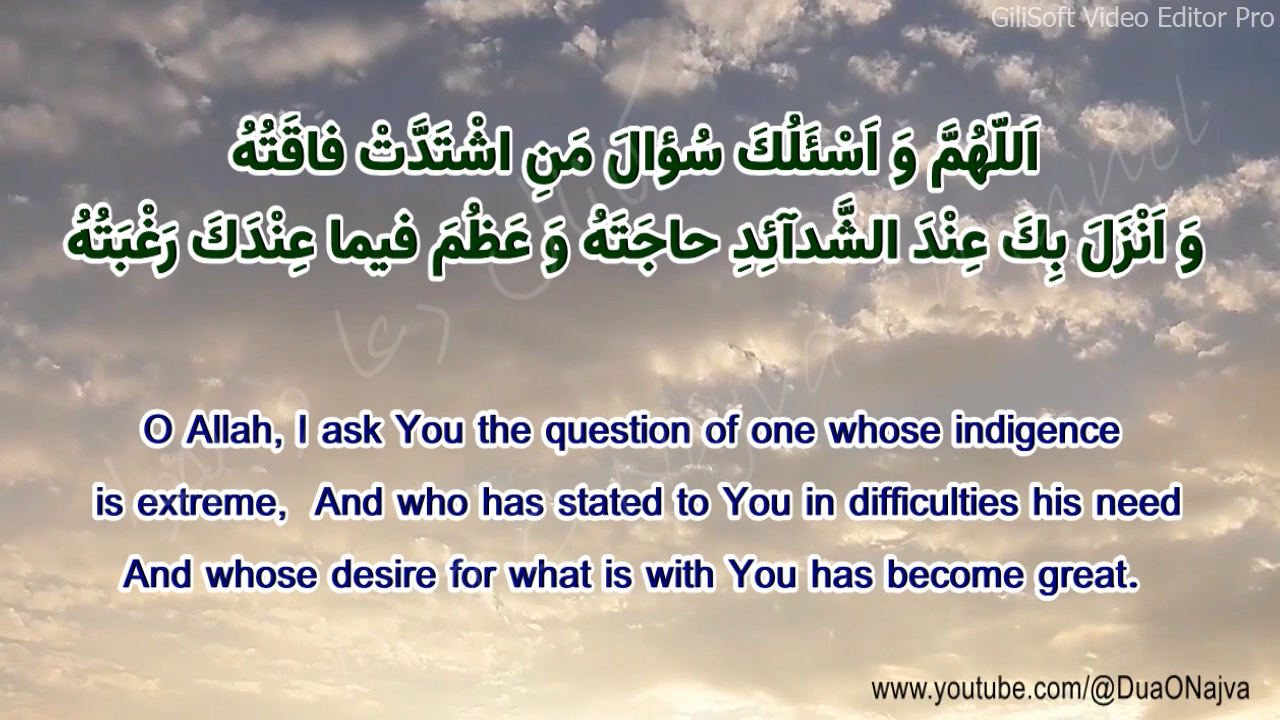 GiliSoft Video Editor Pro
اَللّهُمَّ وَ اَسْئَلُكَ سُؤالَ مَنِ اشْتَدَّتْ فاقَتُهُ
وَ اَنْزَلَ بِكَ عِنْدَ الشَّدآئِدِ حاجَتَهُ وَ عَظُمَ فيما عِنْدَكَ رَغْبَتُهُ
O Allah, I ask You the question of one whose indigence
is extreme,  And who has stated to You in difficulties his need
And whose desire for what is with You has become great.
www.youtube.com/@DuaONajva